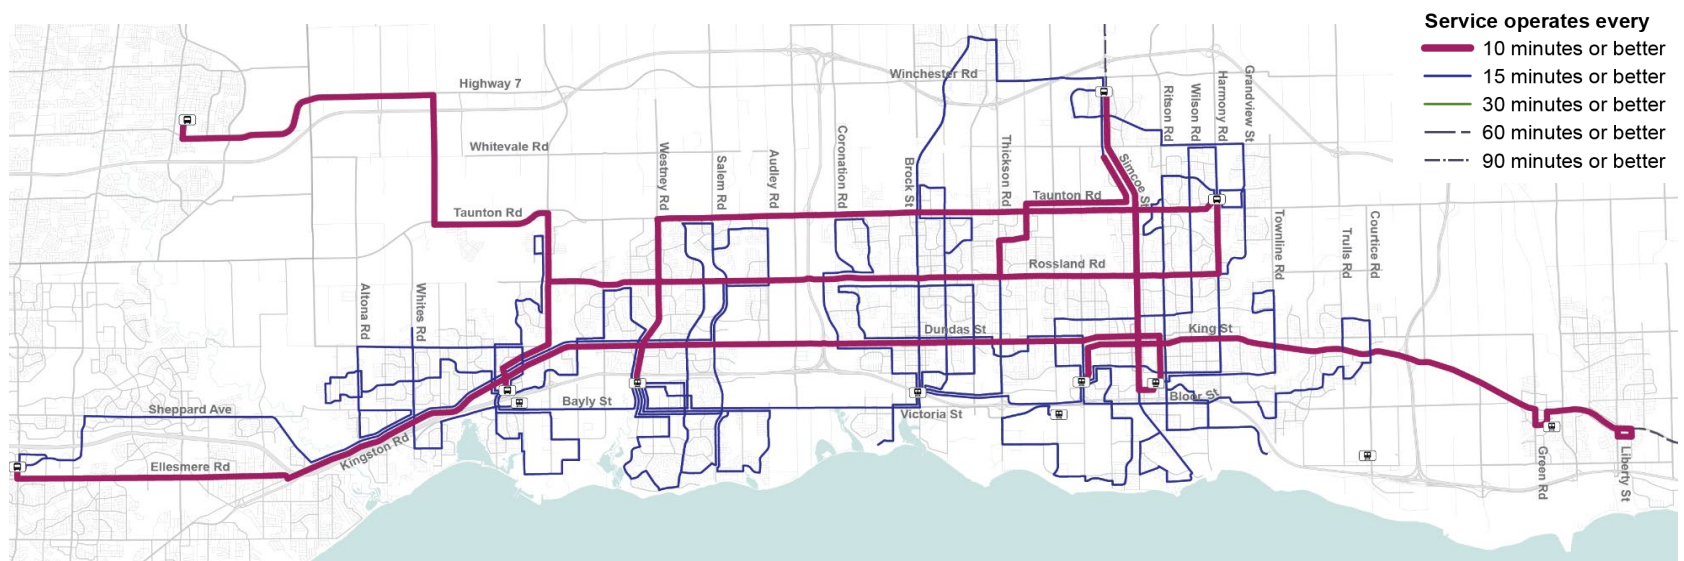 Service operates every
10 minutes or better
15 minutes or better
30 minutes or better
60 minutes or better
90 minutes or better
Highway 7
Winchester Rd
Whitevale Rd
Taunton Rd
Westney Rd
Salem Rd
Audley Rd
Coronation Rd
Brock St
Thickson Rd
Simcoe St
Ritson Rd
Wilson Rd
Harmony Rd
Grandview St
Taunton Rd
Townline Rd
Trulls Rd
Courtice Rd
Rossland Rd
Altona Rd
Whites Rd
Dundas St
King St
Sheppard Ave
Bayly St
Victoria St
Bloor St
Kingston Rd
Ellesmere Rd
Green Rd
Liberty St